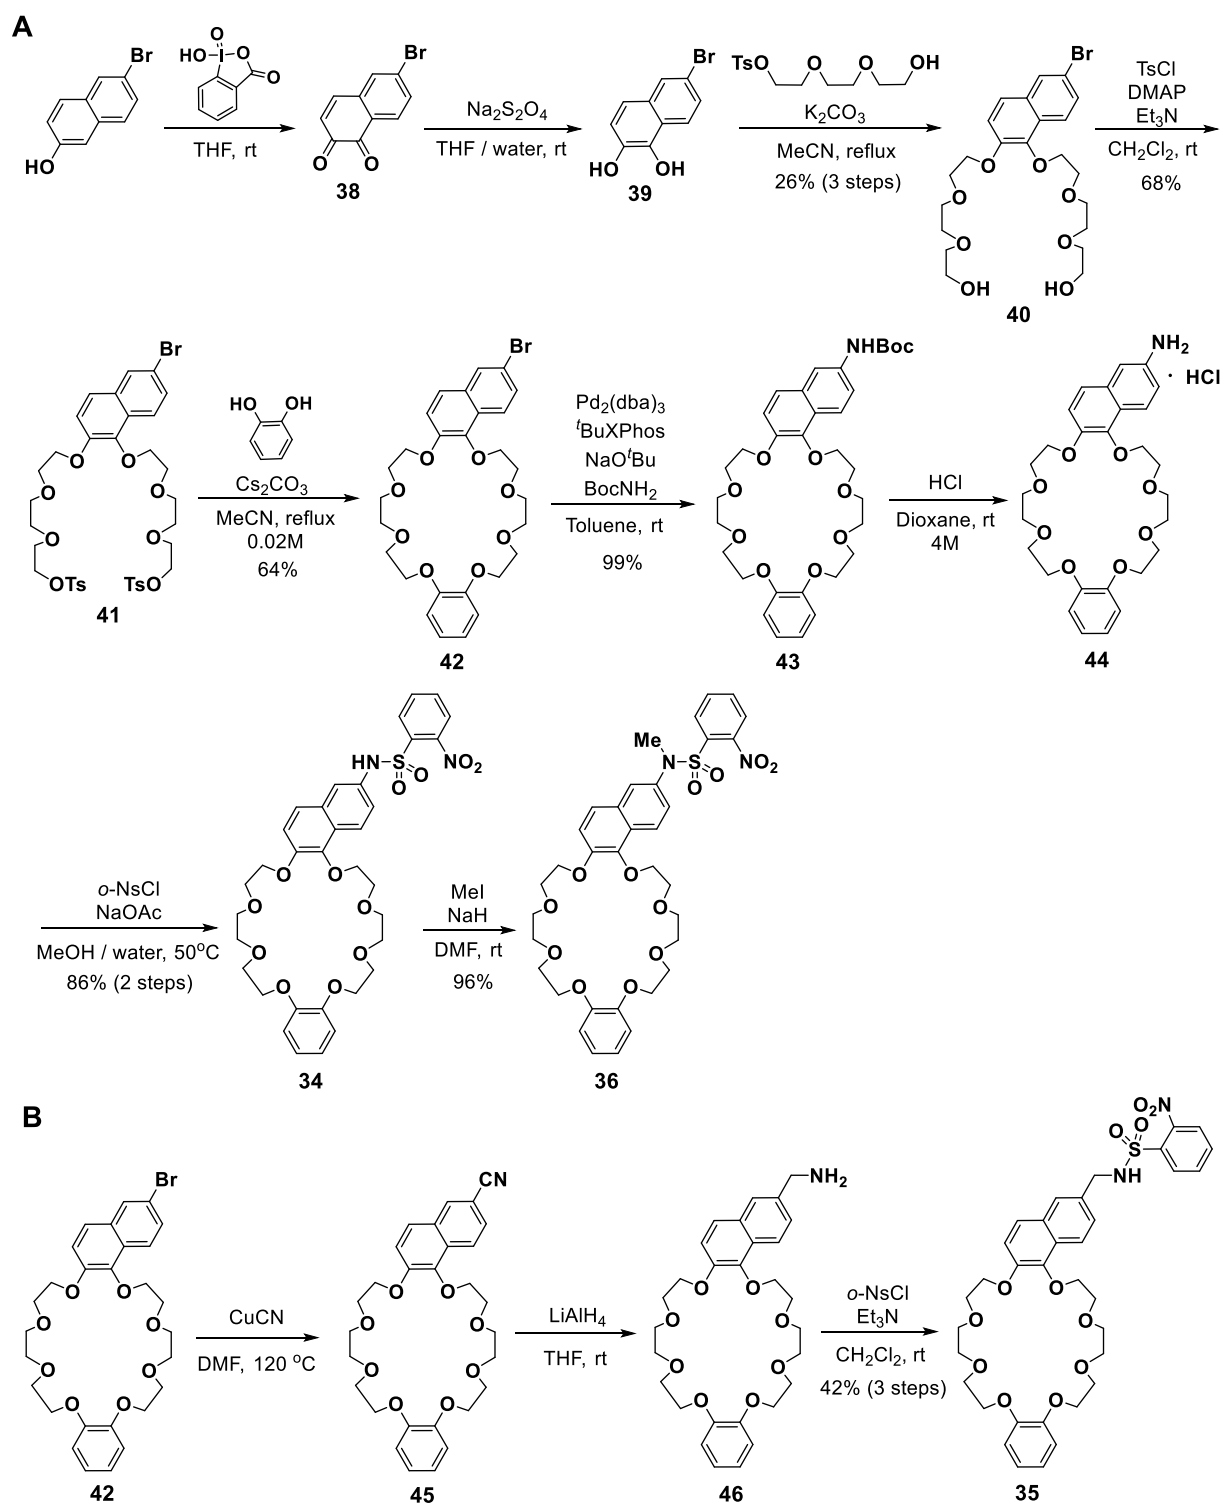 A
Br
HO
O
HO
I
O
O
THF, rt
Br
O
O
38
Na2S2O4
THF / water, rt
Br
HO
OH
39
TsO
O
O
OH
K2CO3
MeCN, reflux
26% (3 steps)
Br
O
O
O
O
O
O
OH
HO
40
TsCl
DMAP
Et3N
CH2Cl2, rt
68%
Br
O
O
O
O
O
O
OTs
TsO
41
HO
OH
Cs2CO3
MeCN, reflux
0.02M
64%
Br
O
O
O
O
O
O
O
O
42
Pd2(dba)3
tBuXPhos
NaOtBu
BocNH2
Toluene, rt
99%
NHBoc
O
O
O
O
O
O
O
O
43
HCl
Dioxane, rt
4M
NH2
· HCl
O
O
O
O
O
O
O
O
44
o-NsCl
NaOAc
MeOH / water, 50oC
86% (2 steps)
HN
S
O
O
NO2
O
O
O
O
O
O
O
O
34
MeI
NaH
DMF, rt
96%
Me
N
S
O
O
NO2
O
O
O
O
O
O
O
O
36
B
Br
O
O
O
O
O
O
O
O
42
CuCN
DMF, 120 oC
CN
O
O
O
O
O
O
O
O
45
LiAlH4
THF, rt
NH2
O
O
O
O
O
O
O
O
46
o-NsCl
Et3N
CH2Cl2, rt
42% (3 steps)
O2N
O
O
S
NH
O
O
O
O
O
O
O
O
35